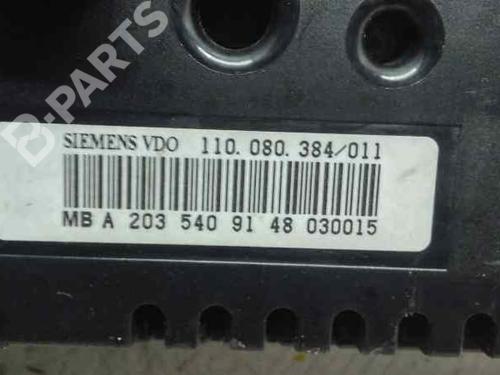 B-PARTS
SIEMENS VDO 110.080.384/011
MB A 203 540 91 48 030015